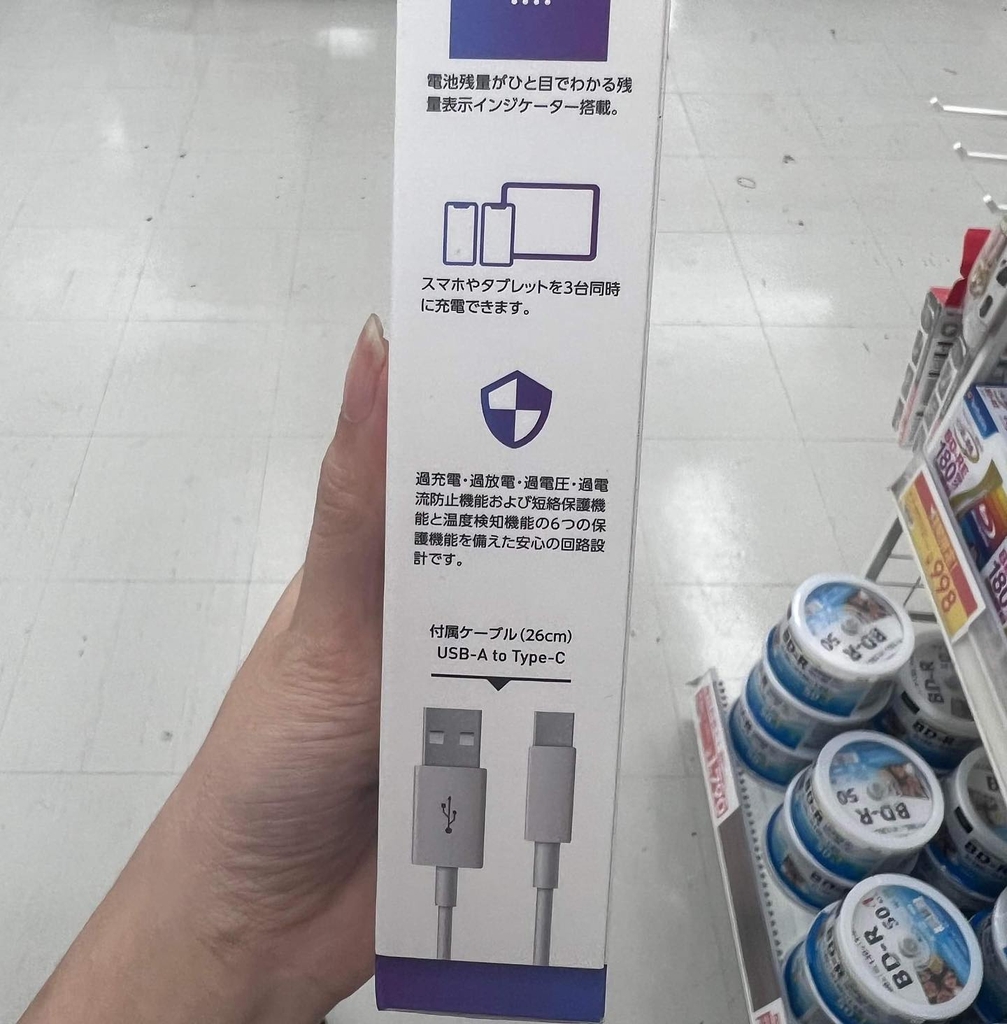 電池残量がひと目でわかる残
量表示インジケーター搭載。
スマホやタブレットを3台同時
に充電できます。
過充電・過放電・過電圧・過電
流防止機能および短絡保護機
能と温度検知機能の6つの保
護機能を備えた安心の回路設
計です。
付属ケーブル(26cm)
USB-A to Type-C
998
BD-RE
180
180
BD-R
50
BD-R
BD-R
BD-R
BD-R
50
BD-R
BD-R
50